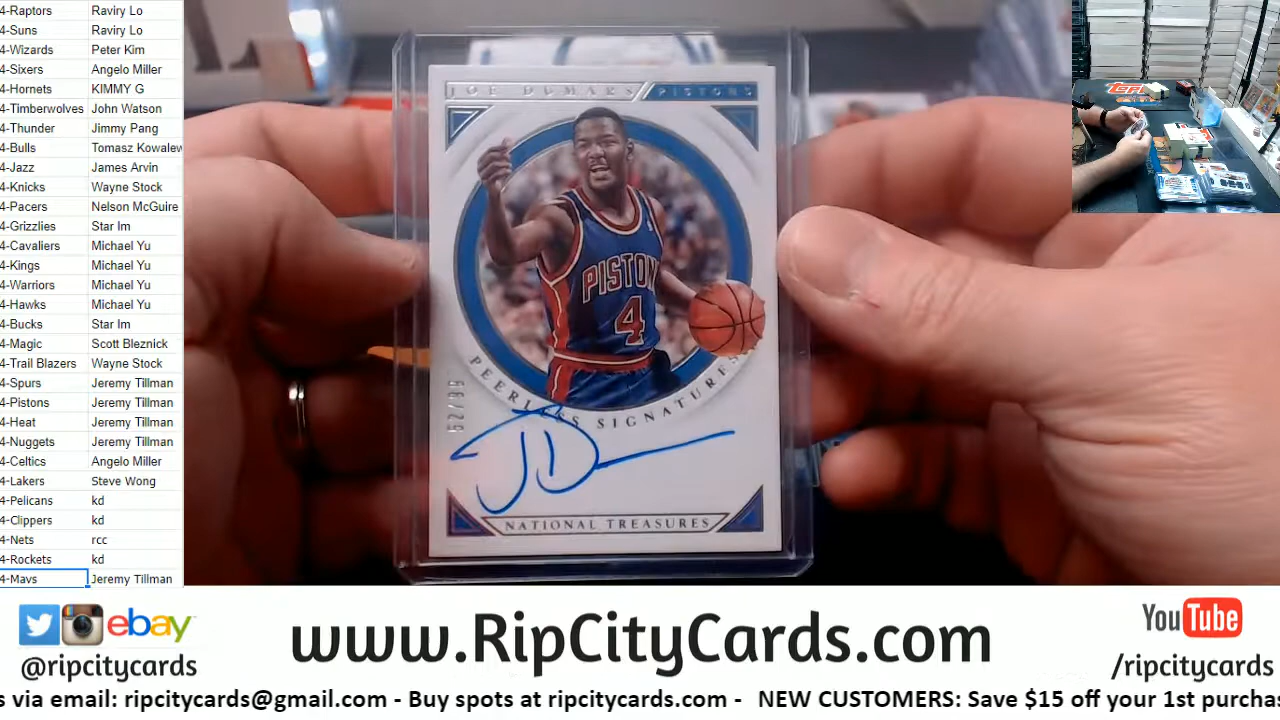 4-Raptors Raviry Lo
4-Suns Raviry Lo
4-Wizards Peter Kim
4-Sixers Angelo Miller
4-Hornets KIMMY G
4-Timberwolves John Watson
4-Thunder Jimmy Pang
4-Bulls Tomasz Kowalew
4-Jazz James Arvin
4-Knicks Wayne Stock
4-Pacers Nelson McGuire
4-Grizzlies Star Im
4-Cavaliers Michael Yu
4-Kings Michael Yu
4-Warriors Michael Yu
4-Hawks Michael Yu
4-Bucks Star Im
4-Magic Scott Bleznick
4-Trail Blazers Wayne Stock
4-Spurs Jeremy Tillman
4-Pistons Jeremy Tillman
4-Heat Jeremy Tillman
4-Nuggets Jeremy Tillman
4-Celtics Angelo Miller
4-Lakers Steve Wong
4-Pelicans kd
4-Clippers kd
4-Nets rcc
4-Rockets kd
4-Mavs Jeremy Tillman
JOE DUMARS PISTONS
PISTON
4
PEERLESS SIGNATURES
52/99
NATIONAL TREASURES
ebay
@ripcitycards
www.RipCityCards.com
YouTube
/ripcitycards
s via email: ripcitycards@gmail.com - Buy spots at ripcitycards.com - NEW CUSTOMERS: Save $15 off your 1st purcha